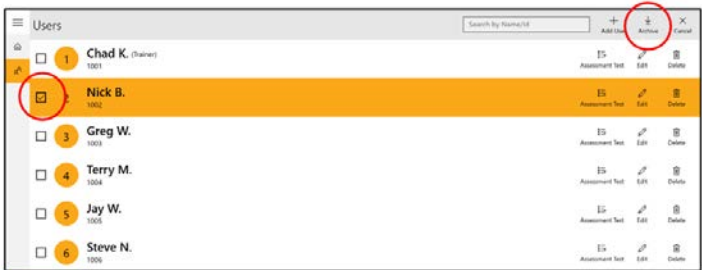 Users Search by Name/Id Add User Archive Cancel
1 Chad K. (Trainer) Assessment Test Edit Delete
1001
2 Nick B. Assessment Test Edit Delete
1002
3 Greg W. Assessment Test Edit Delete
1003
4 Terry M. Assessment Test Edit Delete
1004
5 Jay W. Assessment Test Edit Delete
1005
6 Steve N. Assessment Test Edit Delete
1006